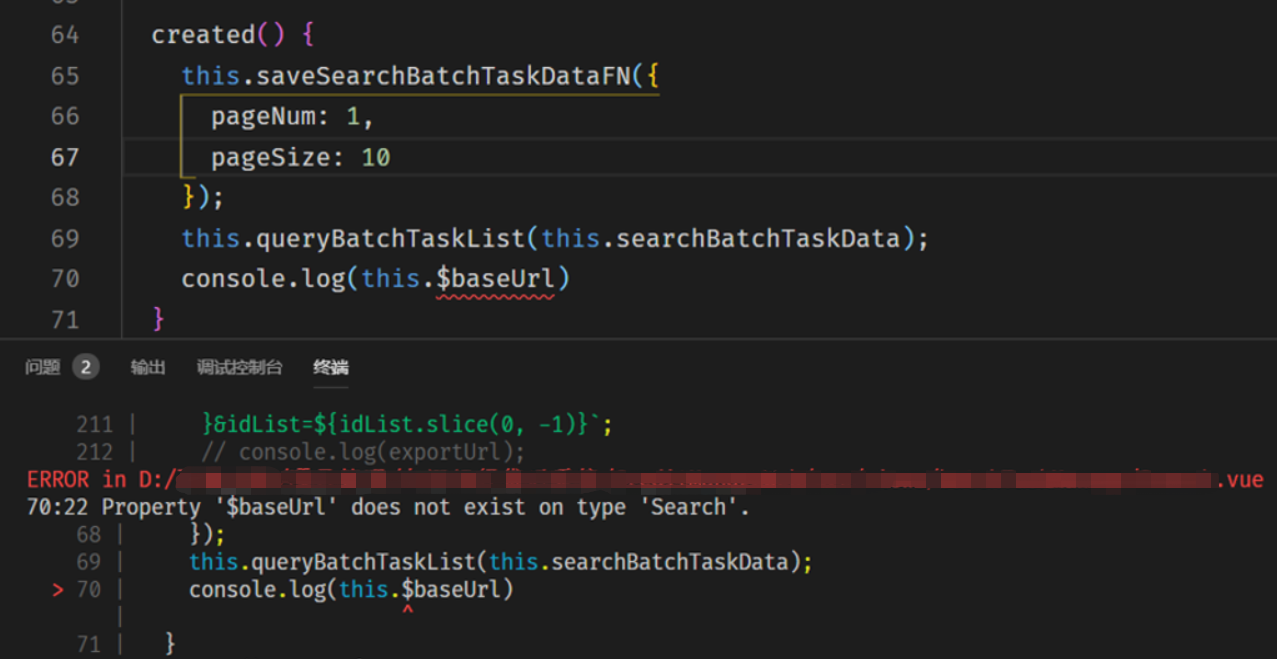 64 created() {
65 this.saveSearchBatchTaskDataFN({
66 pageNum: 1,
67 pageSize: 10
68 });
69 this.queryBatchTaskList(this.searchBatchTaskData);
70 console.log(this.$baseUrl)
71 }
问题 2 输出 调试控制台 终端
211 | }&idList=${idList.slice(0, -1)}`;
212 | // console.log(exportUrl);
ERROR in D:/ .vue
70:22 Property '$baseUrl' does not exist on type 'Search'.
68 | });
69 | this.queryBatchTaskList(this.searchBatchTaskData);
> 70 | console.log(this.$baseUrl)
| ^
71 | }